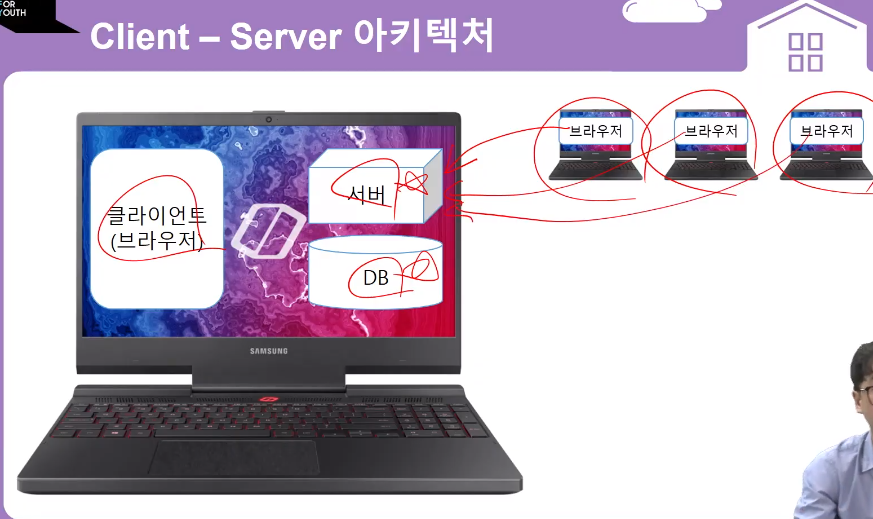 FOR
YOUTH
Client – Server 아키텍처
클라이언트
(브라우저)
서버
DB
브라우저
브라우저
브라우저
SAMSUNG